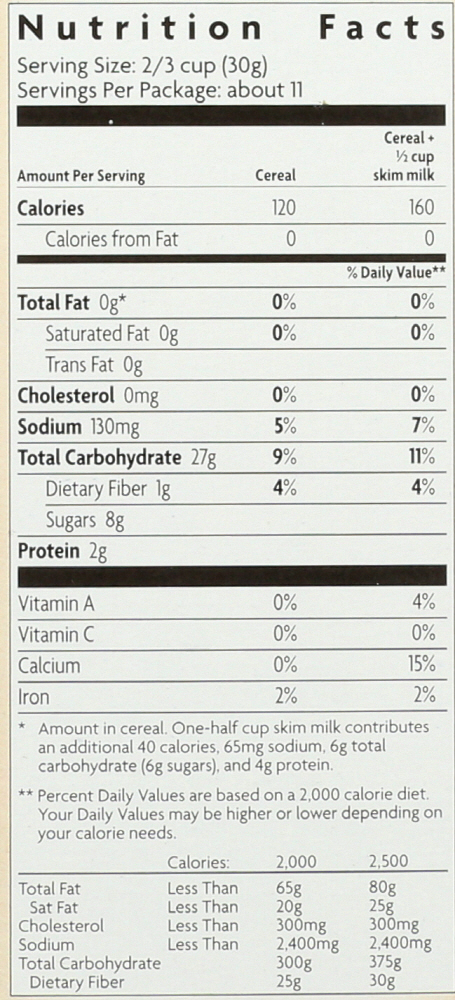 Nutrition Facts
Serving Size: 2/3 cup (30g)
Servings Per Package: about 11
Cereal +
½ cup
Amount Per Serving Cereal skim milk
Calories 120 160
Calories from Fat 0 0
% Daily Value**
Total Fat 0g* 0% 0%
Saturated Fat 0g 0% 0%
Trans Fat 0g
Cholesterol 0mg 0% 0%
Sodium 130mg 5% 7%
Total Carbohydrate 27g 9% 11%
Dietary Fiber 1g 4% 4%
Sugars 8g
Protein 2g
Vitamin A 0% 4%
Vitamin C 0% 0%
Calcium 0% 15%
Iron 2% 2%
* Amount in cereal. One-half cup skim milk contributes
an additional 40 calories, 65mg sodium, 6g total
carbohydrate (6g sugars), and 4g protein.
** Percent Daily Values are based on a 2,000 calorie diet.
Your Daily Values may be higher or lower depending on
your calorie needs.
Calories: 2,000 2,500
Total Fat Less Than 65g 80g
Sat Fat Less Than 20g 25g
Cholesterol Less Than 300mg 300mg
Sodium Less Than 2,400mg 2,400mg
Total Carbohydrate 300g 375g
Dietary Fiber 25g 30g